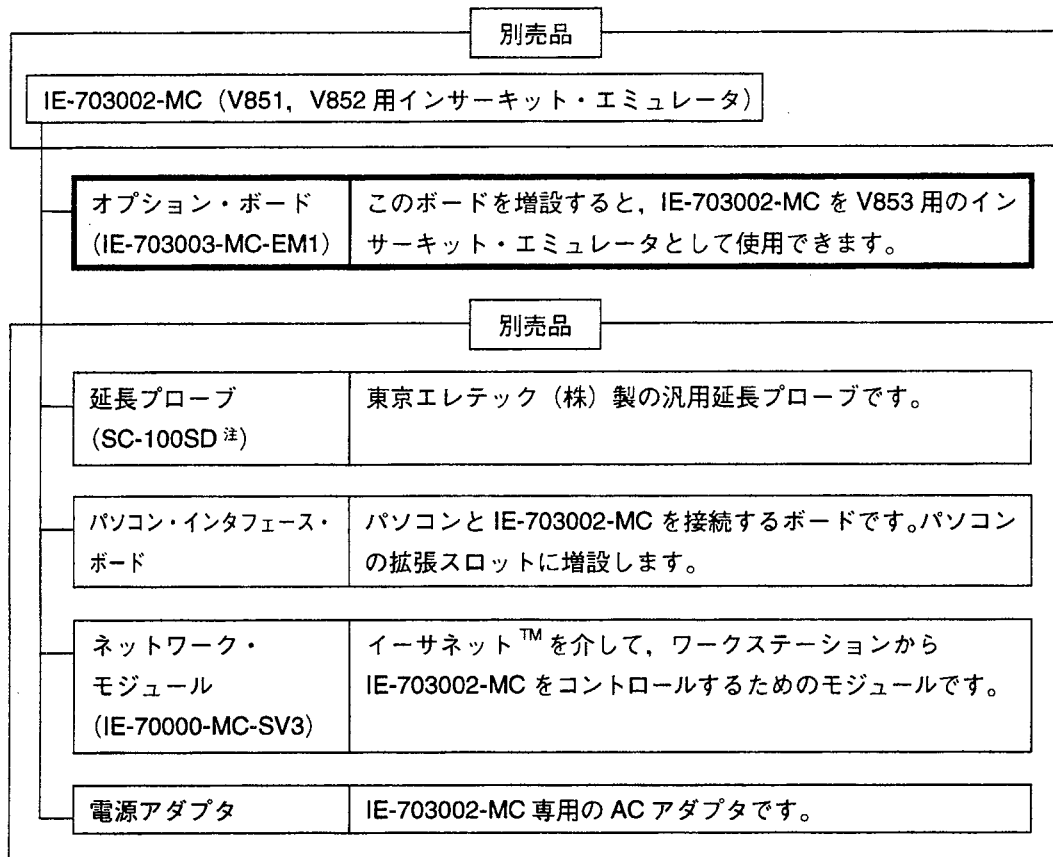 別売品
IE-703002-MC（V851，V852用インサーキット・エミュレータ）
オプション・ボード
(IE-703003-MC-EM1)
このボードを増設すると，IE-703002-MCをV853用のイン
サーキット・エミュレータとして使用できます。
別売品
延長プローブ
(SC-100SD 注)
東京エレテック（株）製の汎用延長プローブです。
パソコン・インタフェース・
ボード
パソコンとIE-703002-MCを接続するボードです。パソコン
の拡張スロットに増設します。
ネットワーク・
モジュール
(IE-70000-MC-SV3)
イーサネット™を介して，ワークステーションから
IE-703002-MCをコントロールするためのモジュールです。
電源アダプタ
IE-703002-MC専用のACアダプタです。